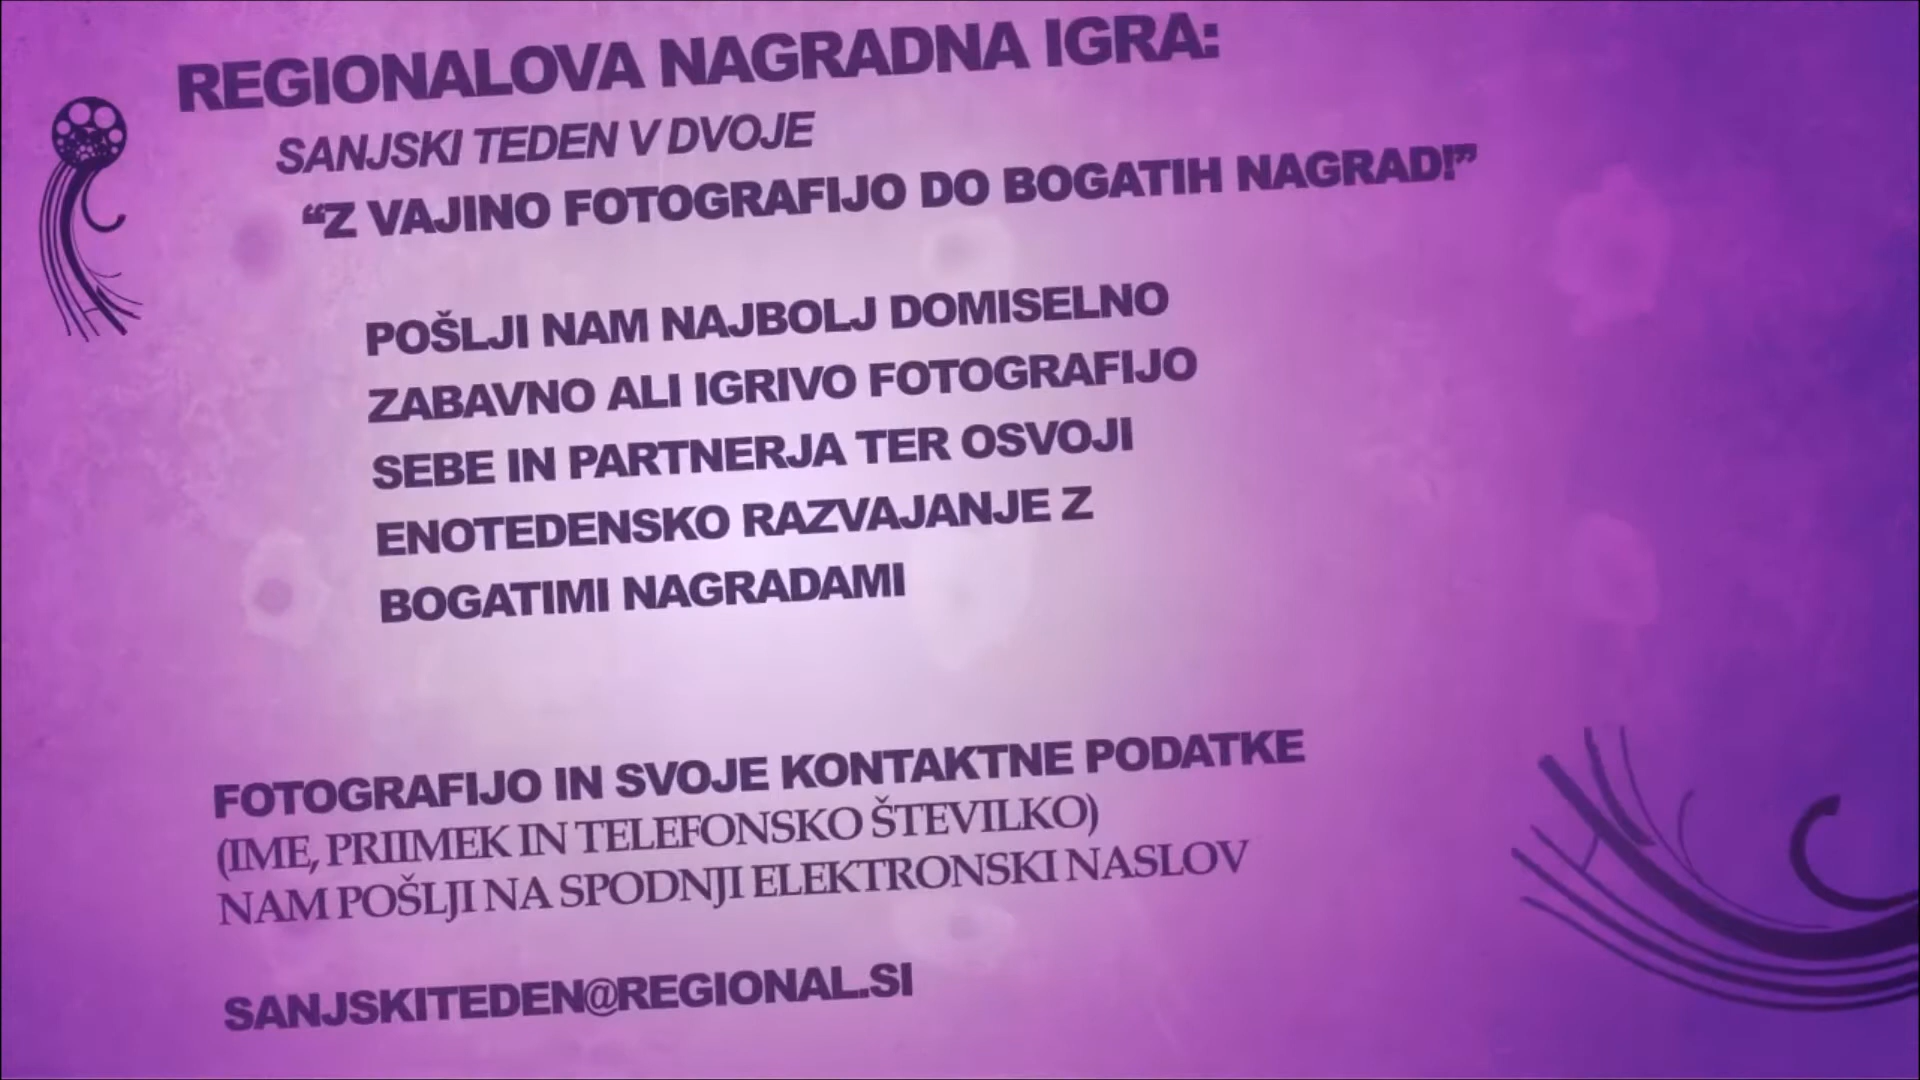 REGIONALOVA NAGRADNA IGRA:
SANJSKI TEDEN V DVOJE
“Z VAJINO FOTOGRAFIJO DO BOGATIH NAGRAD!”
POŠLJI NAM NAJBOLJ DOMISELNO
ZABAVNO ALI IGRIVO FOTOGRAFIJO
SEBE IN PARTNERJA TER OSVOJI
ENOTEDENSKO RAZVAJANJE Z
BOGATIMI NAGRADAMI
FOTOGRAFIJO IN SVOJE KONTAKTNE PODATKE
(IME, PRIIMEK IN TELEFONSKO ŠTEVILKO)
NAM POŠLJI NA SPODNJI ELEKTRONSKI NASLOV
SANJSKITEDEN@REGIONAL.SI